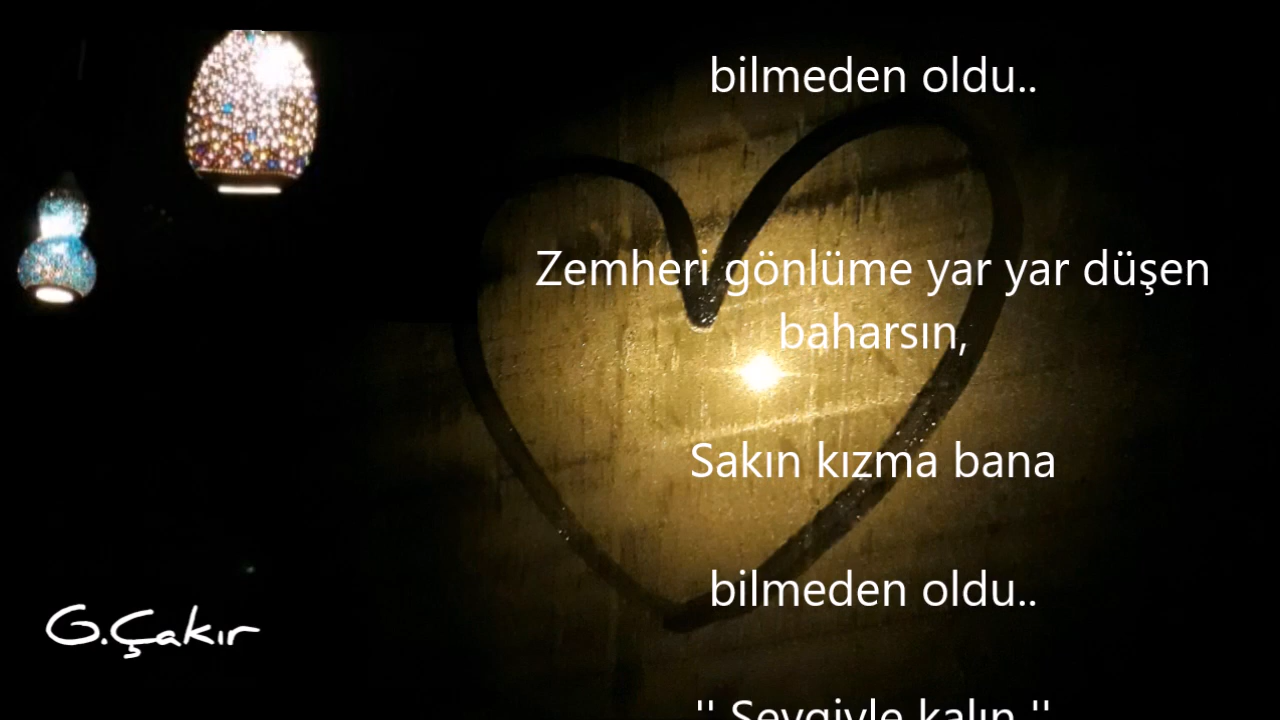 bilmeden oldu..
Zemheri gönlüme yar yar düşen
baharsın,
Sakın kızma bana
bilmeden oldu..
G.Çakır
'' Sevgiyle kalın ''